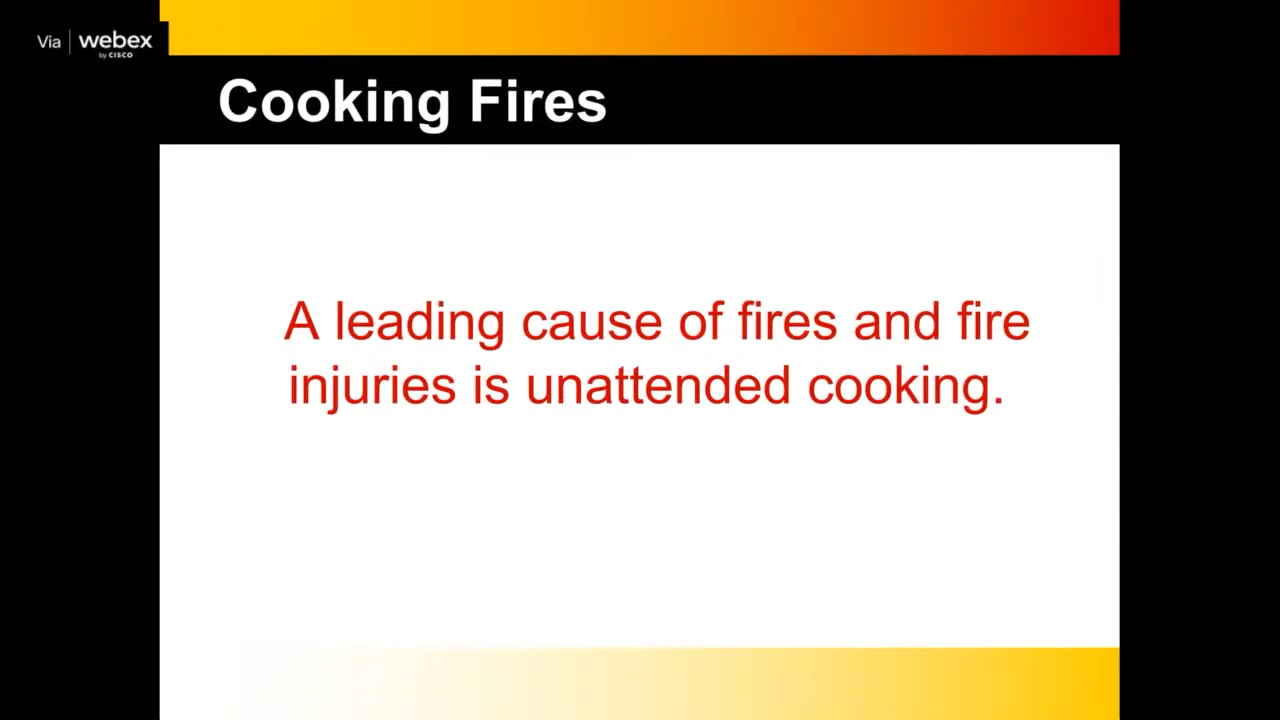 Via webex
by CISCO
Cooking Fires
A leading cause of fires and fire
injuries is unattended cooking.